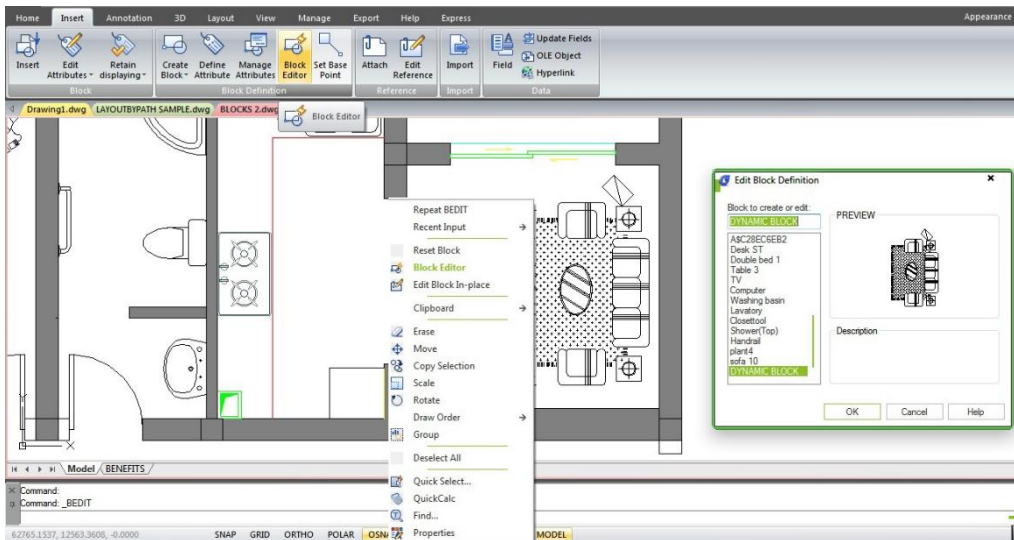 Home Insert Annotation 3D Layout View Manage Export Help Express Appearance
Insert
Edit Attributes
Retain displaying
Create Block
Define Attribute
Manage Attributes
Block Editor
Set Base Point
Attach
Edit Reference
Import
Field
Update Fields
OLE Object
Hyperlink
Block Block Definition Reference Import Data
Drawing1.dwg LAYOUTBYPATH SAMPLE.dwg BLOCKS 2.dwg
Block Editor
Repeat BEDIT
Recent Input
Reset Block
Block Editor
Edit Block In-place
Clipboard
Erase
Move
Copy Selection
Scale
Rotate
Draw Order
Group
Deselect All
Quick Select...
QuickCalc
Find...
Properties
Edit Block Definition
Block to create or edit:
DYNAMIC BLOCK
A$C28EC6EB2
Desk ST
Double bed 1
Table 3
TV
Computer
Washing basin
Lavatory
Closettool
Shower(Top)
Handrail
plant4
sofa 10
DYNAMIC BLOCK
PREVIEW
Description
OK Cancel Help
X
Model BENEFITS
Command:
Command: _BEDIT
62765.1537, 12563.3608, -0.0000 SNAP GRID ORTHO POLAR MODEL